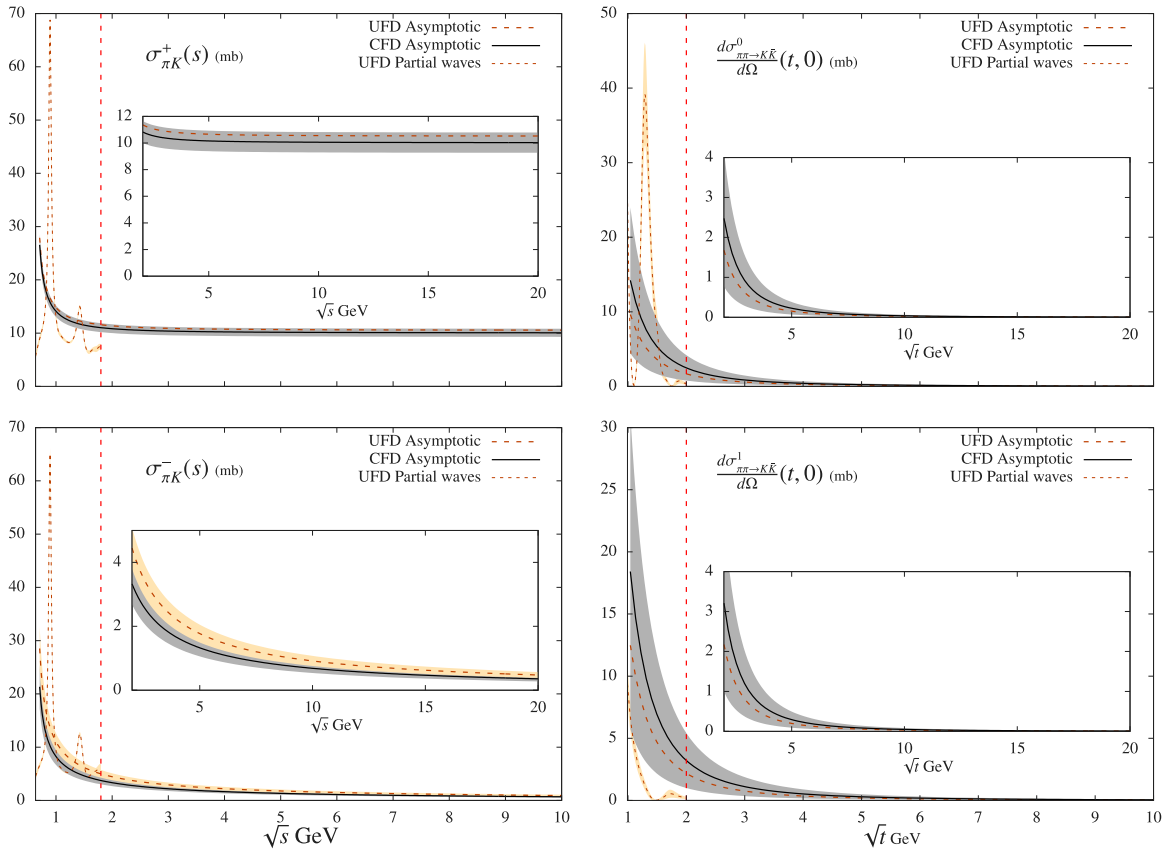 70
60
50
40
30
20
10
0
σ⁺πK(s) (mb)
UFD Asymptotic
CFD Asymptotic
UFD Partial waves
12
10
8
6
4
2
0
5 10 15 20
√s GeV
50
40
30
20
10
0
dσ⁰ππ→KK̄/dΩ (t, 0) (mb)
UFD Asymptotic
CFD Asymptotic
UFD Partial waves
4
3
2
1
0
5 10 15 20
√t GeV
70
60
50
40
30
20
10
0
σ⁻πK(s) (mb)
UFD Asymptotic
CFD Asymptotic
UFD Partial waves
4
2
0
5 10 15 20
√s GeV
1 2 3 4 5 6 7 8 9 10
√s GeV
30
25
20
15
10
5
0
dσ¹ππ→KK̄/dΩ (t, 0) (mb)
UFD Asymptotic
CFD Asymptotic
UFD Partial waves
4
3
2
1
0
5 10 15 20
√t GeV
1 2 3 4 5 6 7 8 9 10
√t GeV